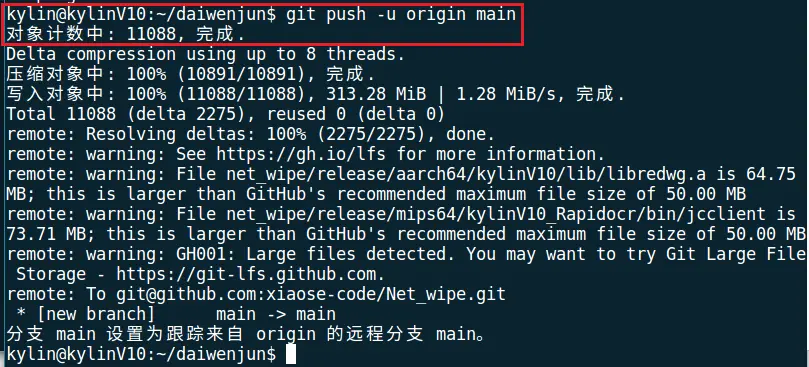 kylin@kylinV10:~/daiwenjun$ git push -u origin main
对象计数中: 11088, 完成.
Delta compression using up to 8 threads.
压缩对象中: 100% (10891/10891), 完成.
写入对象中: 100% (11088/11088), 313.28 MiB | 1.28 MiB/s, 完成.
Total 11088 (delta 2275), reused 0 (delta 0)
remote: Resolving deltas: 100% (2275/2275), done.
remote: warning: See https://gh.io/lfs for more information.
remote: warning: File net_wipe/release/aarch64/kylinV10/lib/libredwg.a is 64.75
MB; this is larger than GitHub's recommended maximum file size of 50.00 MB
remote: warning: File net_wipe/release/mips64/kylinV10_Rapidocr/bin/jcclient is
73.71 MB; this is larger than GitHub's recommended maximum file size of 50.00 MB
remote: warning: GH001: Large files detected. You may want to try Git Large File
Storage - https://git-lfs.github.com.
remote: To git@github.com:xiaose-code/Net_wipe.git
* [new branch] main -> main
分支 main 设置为跟踪来自 origin 的远程分支 main。
kylin@kylinV10:~/daiwenjun$